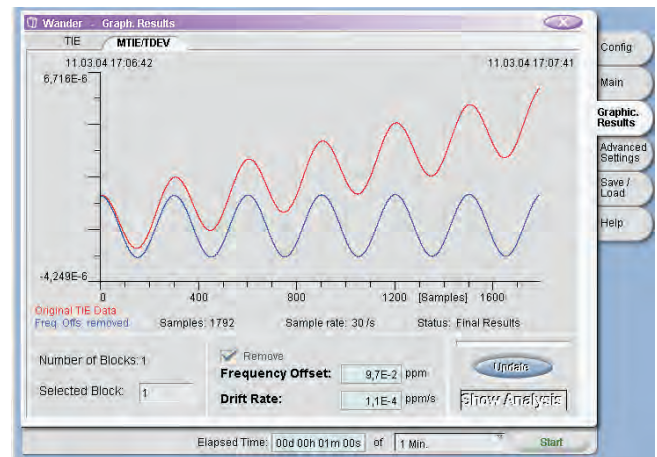 Wander - Graph. Results
TIE MTIE/TDEV
11.03.04 17:06:42 11.03.04 17:07:41
6,716E-6
-4,249E-6
0 400 800 1200 [Samples] 1600
Original TIE Data
Freq. Offs. removed Samples: 1792 Sample rate: 30 /s Status: Final Results
Number of Blocks: 1
Selected Block: 1
Remove
Frequency Offset: 9,7E-2 ppm
Drift Rate: 1,1E-4 ppm/s
Update
Show Analysis
Elapsed Time: 00d 00h 01m 00s of 1 Min. Start
Config
Main
Graphic.
Results
Advanced
Settings
Save /
Load
Help